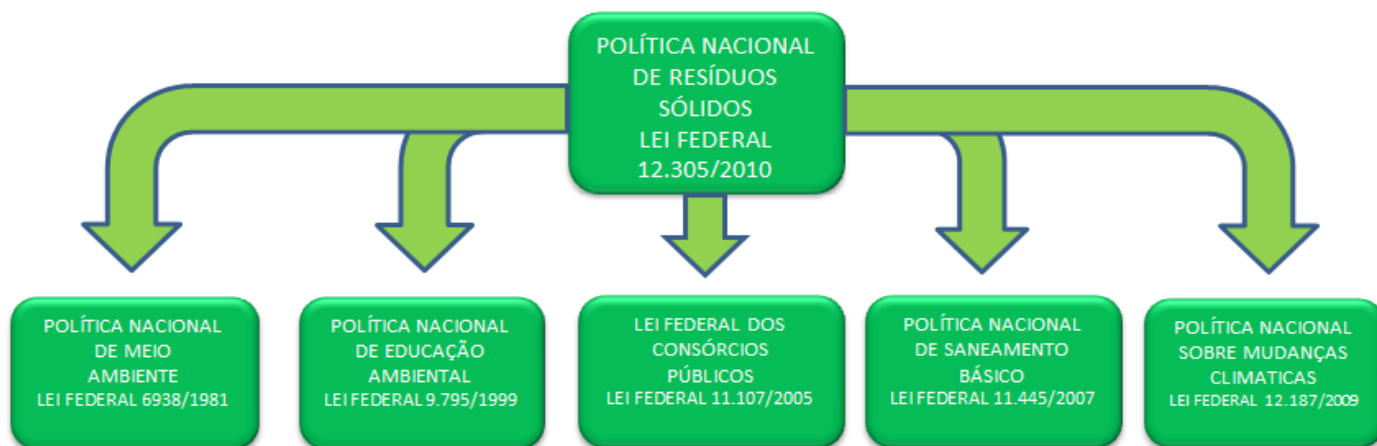 POLÍTICA NACIONAL
DE RESÍDUOS
SÓLIDOS
LEI FEDERAL
12.305/2010
POLÍTICA NACIONAL
DE MEIO
AMBIENTE
LEI FEDERAL 6938/1981
POLÍTICA NACIONAL
DE EDUCAÇÃO
AMBIENTAL
LEI FEDERAL 9.795/1999
LEI FEDERAL DOS
CONSÓRCIOS
PÚBLICOS
LEI FEDERAL 11.107/2005
POLÍTICA NACIONAL
DE SANEAMENTO
BÁSICO
LEI FEDERAL 11.445/2007
POLÍTICA NACIONAL
SOBRE MUDANÇAS
CLIMATICAS
LEI FEDERAL 12.187/2009